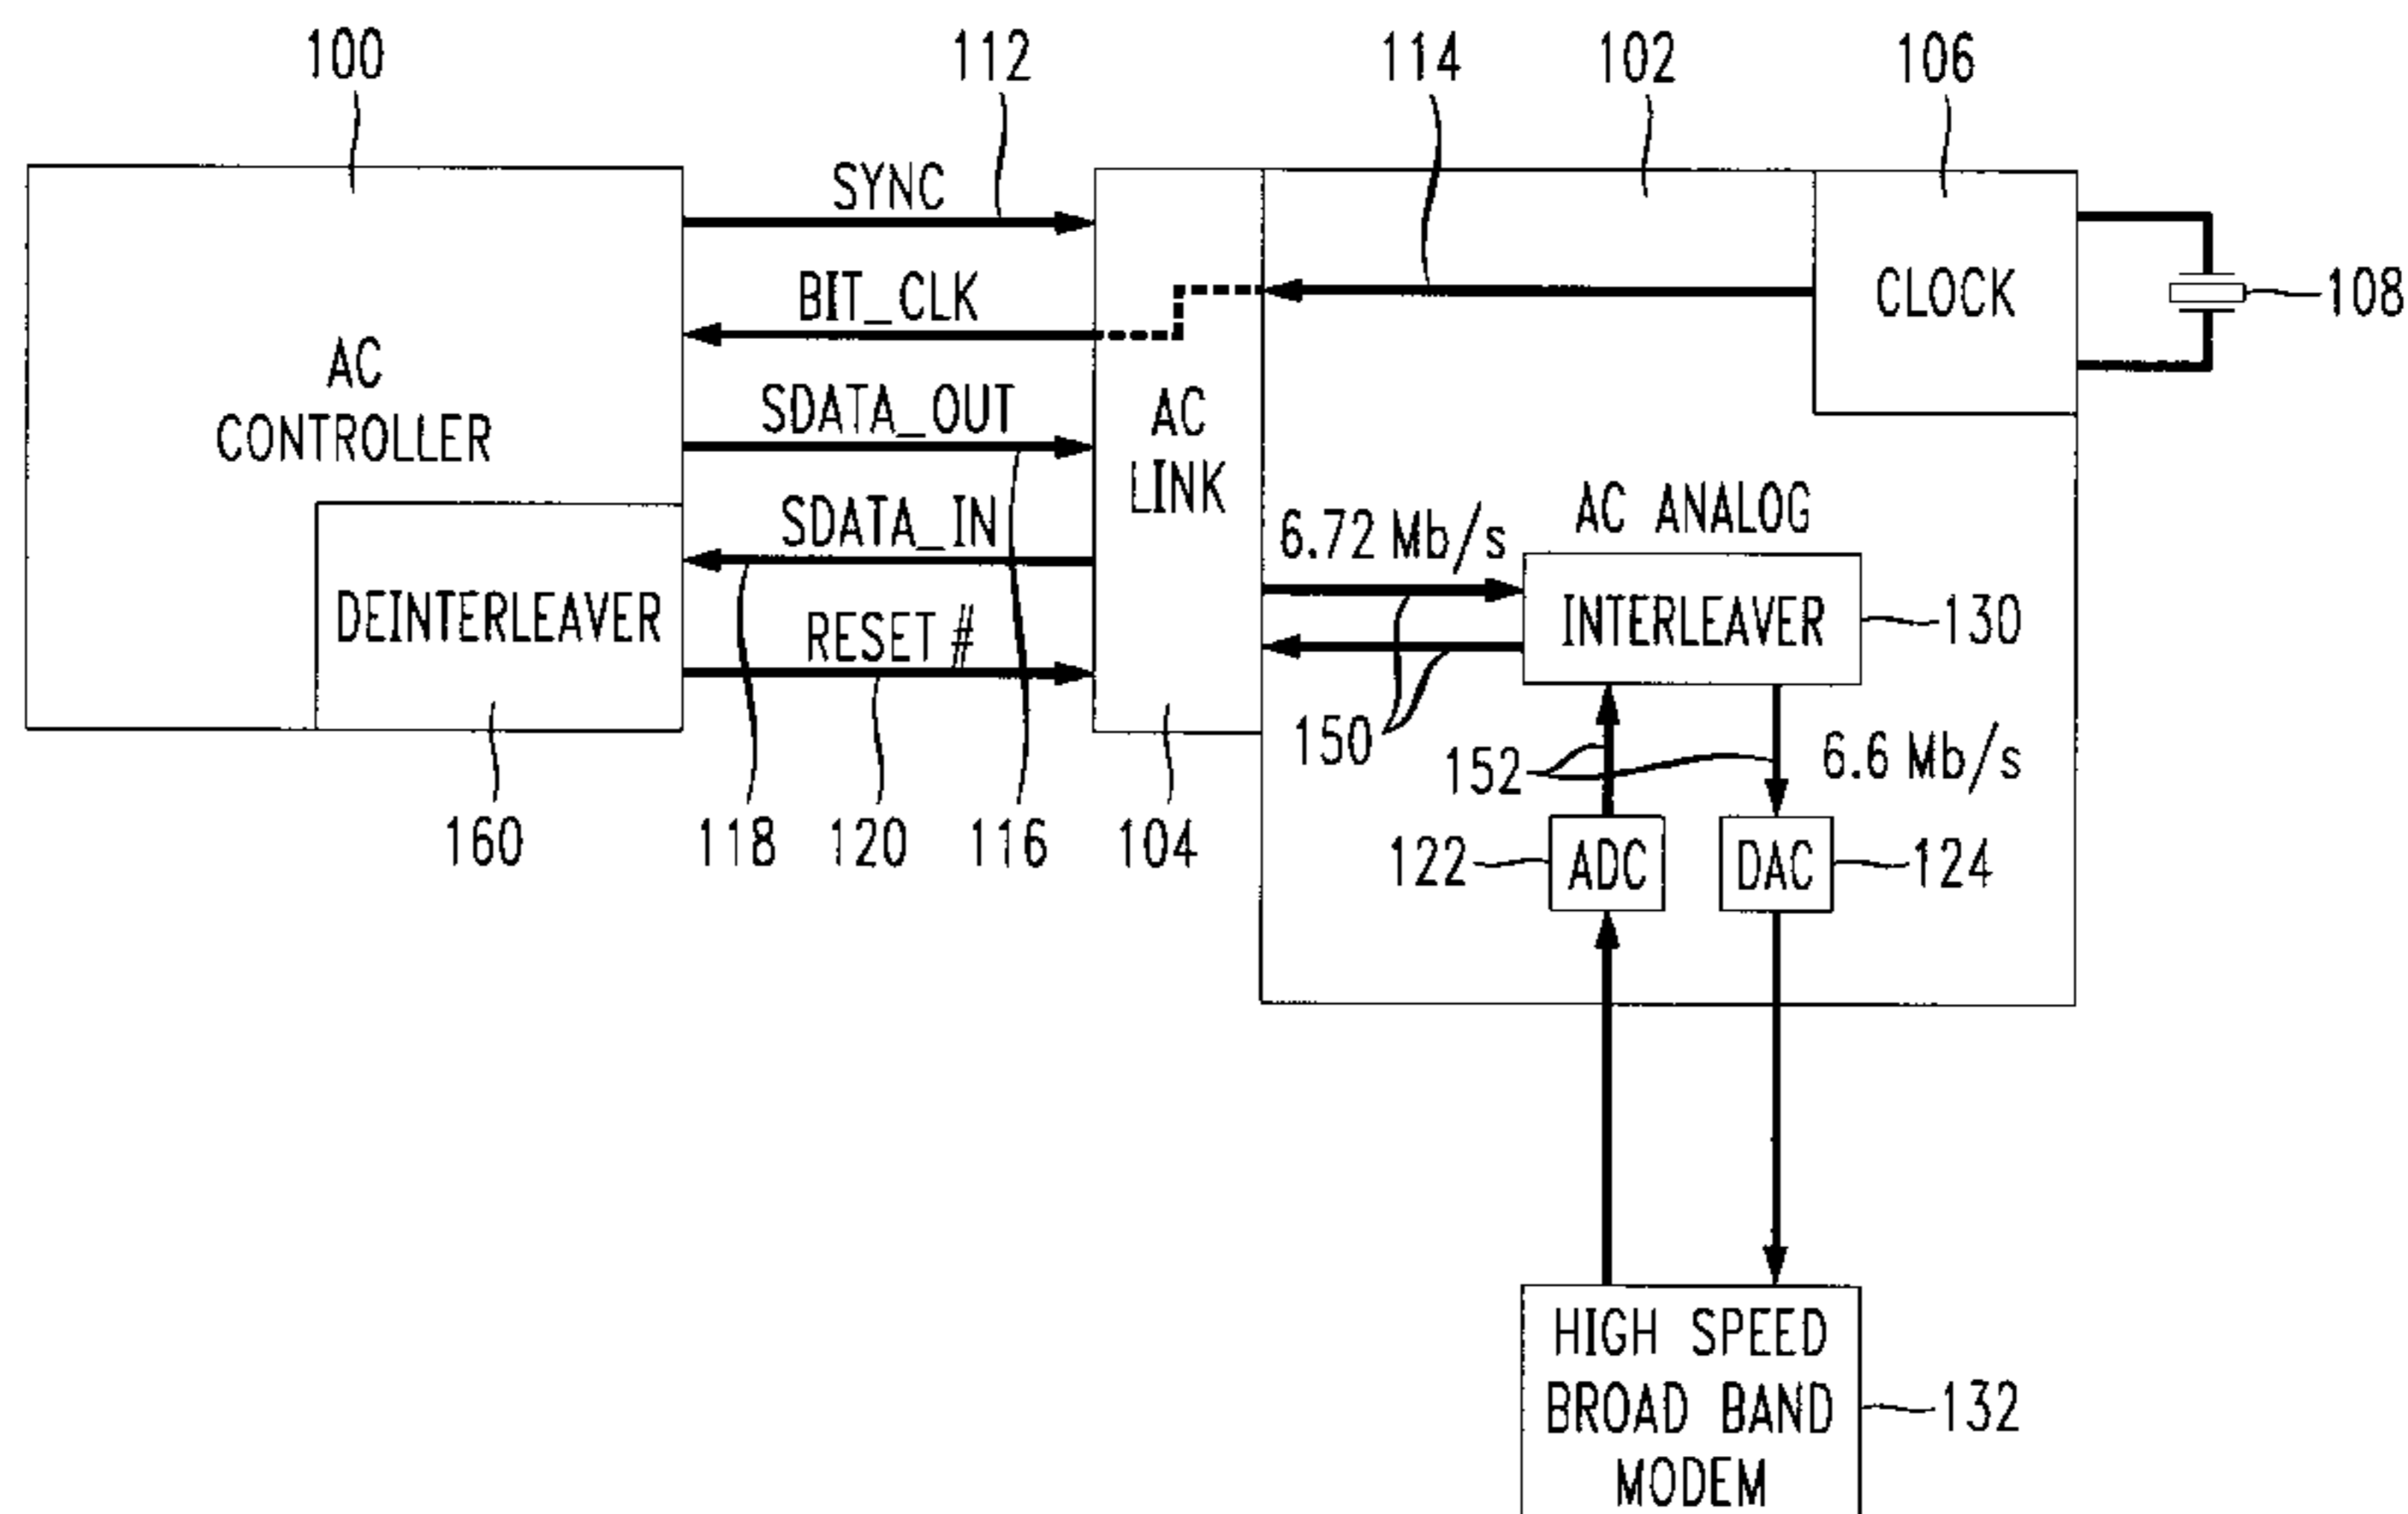 100
112
114
102
106
SYNC
BIT_CLK
CLOCK
108
AC
CONTROLLER
SDATA_OUT
AC
LINK
SDATA_IN
6.72 Mb/s
AC ANALOG
DEINTERLEAVER
RESET #
INTERLEAVER
130
150
152
6.6 Mb/s
160
118
120
116
104
122
ADC
DAC
124
HIGH SPEED
BROAD BAND
MODEM
132